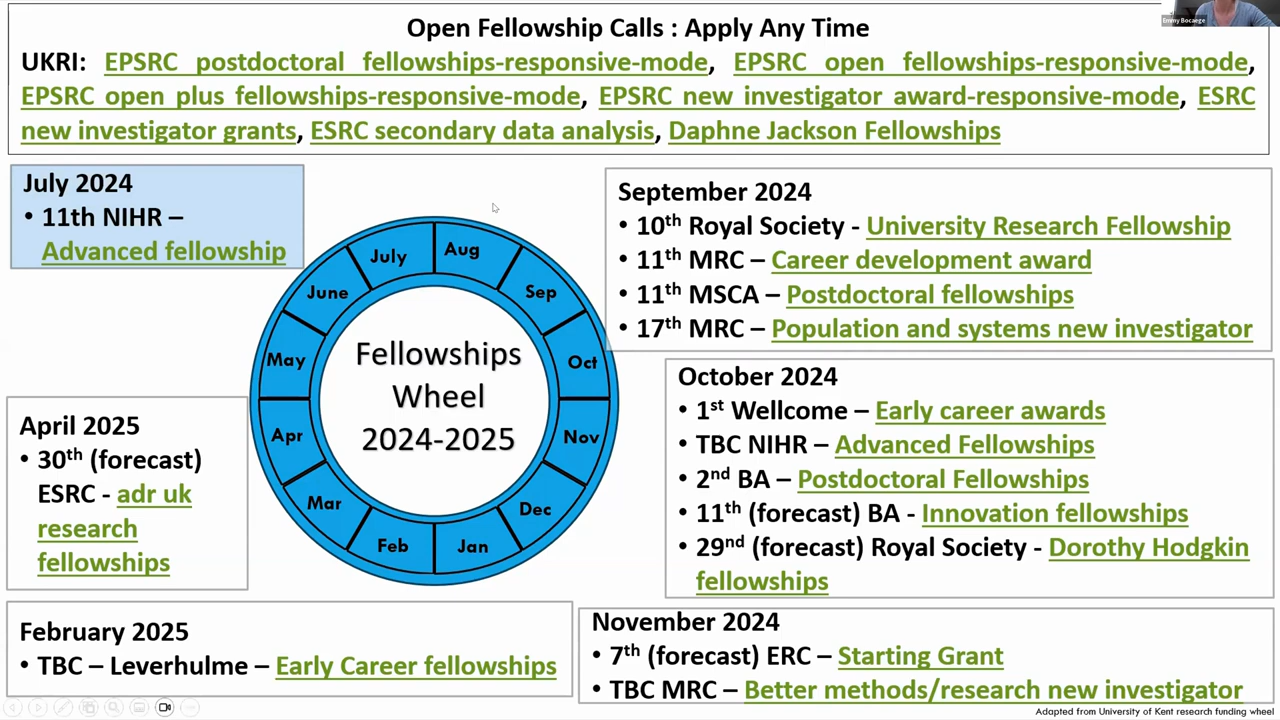 Emmy Bocaege
Open Fellowship Calls : Apply Any Time
UKRI: EPSRC postdoctoral fellowships-responsive-mode, EPSRC open fellowships-responsive-mode,
EPSRC open plus fellowships-responsive-mode, EPSRC new investigator award-responsive-mode, ESRC
new investigator grants, ESRC secondary data analysis, Daphne Jackson Fellowships
July 2024
• 11th NIHR –
Advanced fellowship
September 2024
• 10th Royal Society - University Research Fellowship
• 11th MRC – Career development award
• 11th MSCA – Postdoctoral fellowships
• 17th MRC – Population and systems new investigator
July
Aug
June
Sep
May
Oct
Apr
Nov
Mar
Dec
Feb
Jan
Fellowships
Wheel
2024-2025
October 2024
• 1st Wellcome – Early career awards
• TBC NIHR – Advanced Fellowships
• 2nd BA – Postdoctoral Fellowships
• 11th (forecast) BA - Innovation fellowships
• 29nd (forecast) Royal Society - Dorothy Hodgkin
fellowships
April 2025
• 30th (forecast)
ESRC - adr uk
research
fellowships
February 2025
• TBC – Leverhulme – Early Career fellowships
November 2024
• 7th (forecast) ERC – Starting Grant
• TBC MRC – Better methods/research new investigator
Adapted from University of Kent research funding wheel